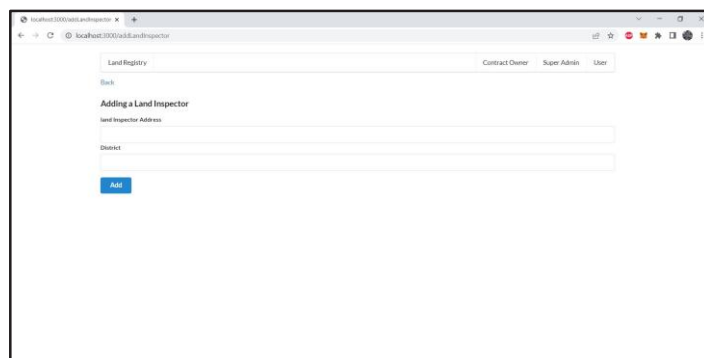 localhost:3000/addLandInspector
localhost:3000/addLandInspector
Land Registry Contract Owner Super Admin User
Back
Adding a Land Inspector
land Inspector Address
District
Add